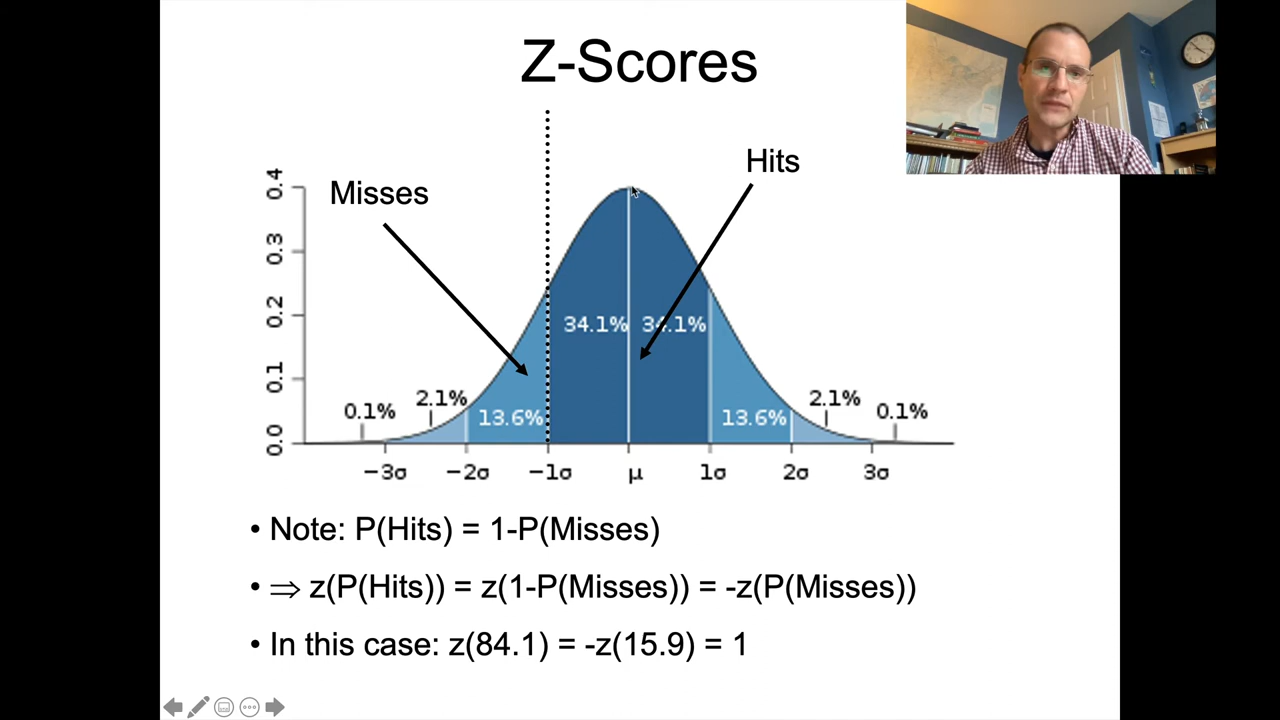 Z-Scores
Misses
Hits
0.4
0.3
0.2
0.1
0.0
34.1% 34.1%
0.1% 2.1% 13.6% 13.6% 2.1% 0.1%
−3σ −2σ −1σ μ 1σ 2σ 3σ
• Note: P(Hits) = 1-P(Misses)
• ⇒ z(P(Hits)) = z(1-P(Misses)) = -z(P(Misses))
• In this case: z(84.1) = -z(15.9) = 1